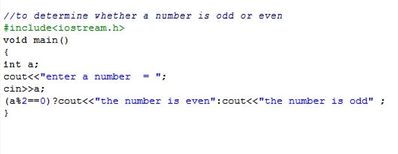 //to determine whether a number is odd or even
#include<iostream.h>
void main()
{
int a;
cout<<"enter a number  = ";
cin>>a;
(a%2==0)?cout<<"the number is even":cout<<"the number is odd" ;
}